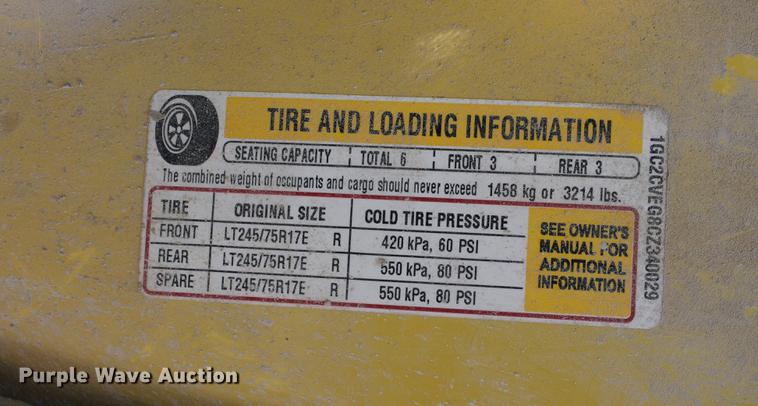 TIRE AND LOADING INFORMATION
SEATING CAPACITY TOTAL 6 FRONT 3 REAR 3
The combined weight of occupants and cargo should never exceed 1458 kg or 3214 lbs.
TIRE ORIGINAL SIZE COLD TIRE PRESSURE
FRONT LT245/75R17E R 420 kPa, 60 PSI
REAR LT245/75R17E R 550 kPa, 80 PSI
SPARE LT245/75R17E R 550 kPa, 80 PSI
SEE OWNER'S
MANUAL FOR
ADDITIONAL
INFORMATION
1GC2CVEG8CZ340029
Purple Wave Auction